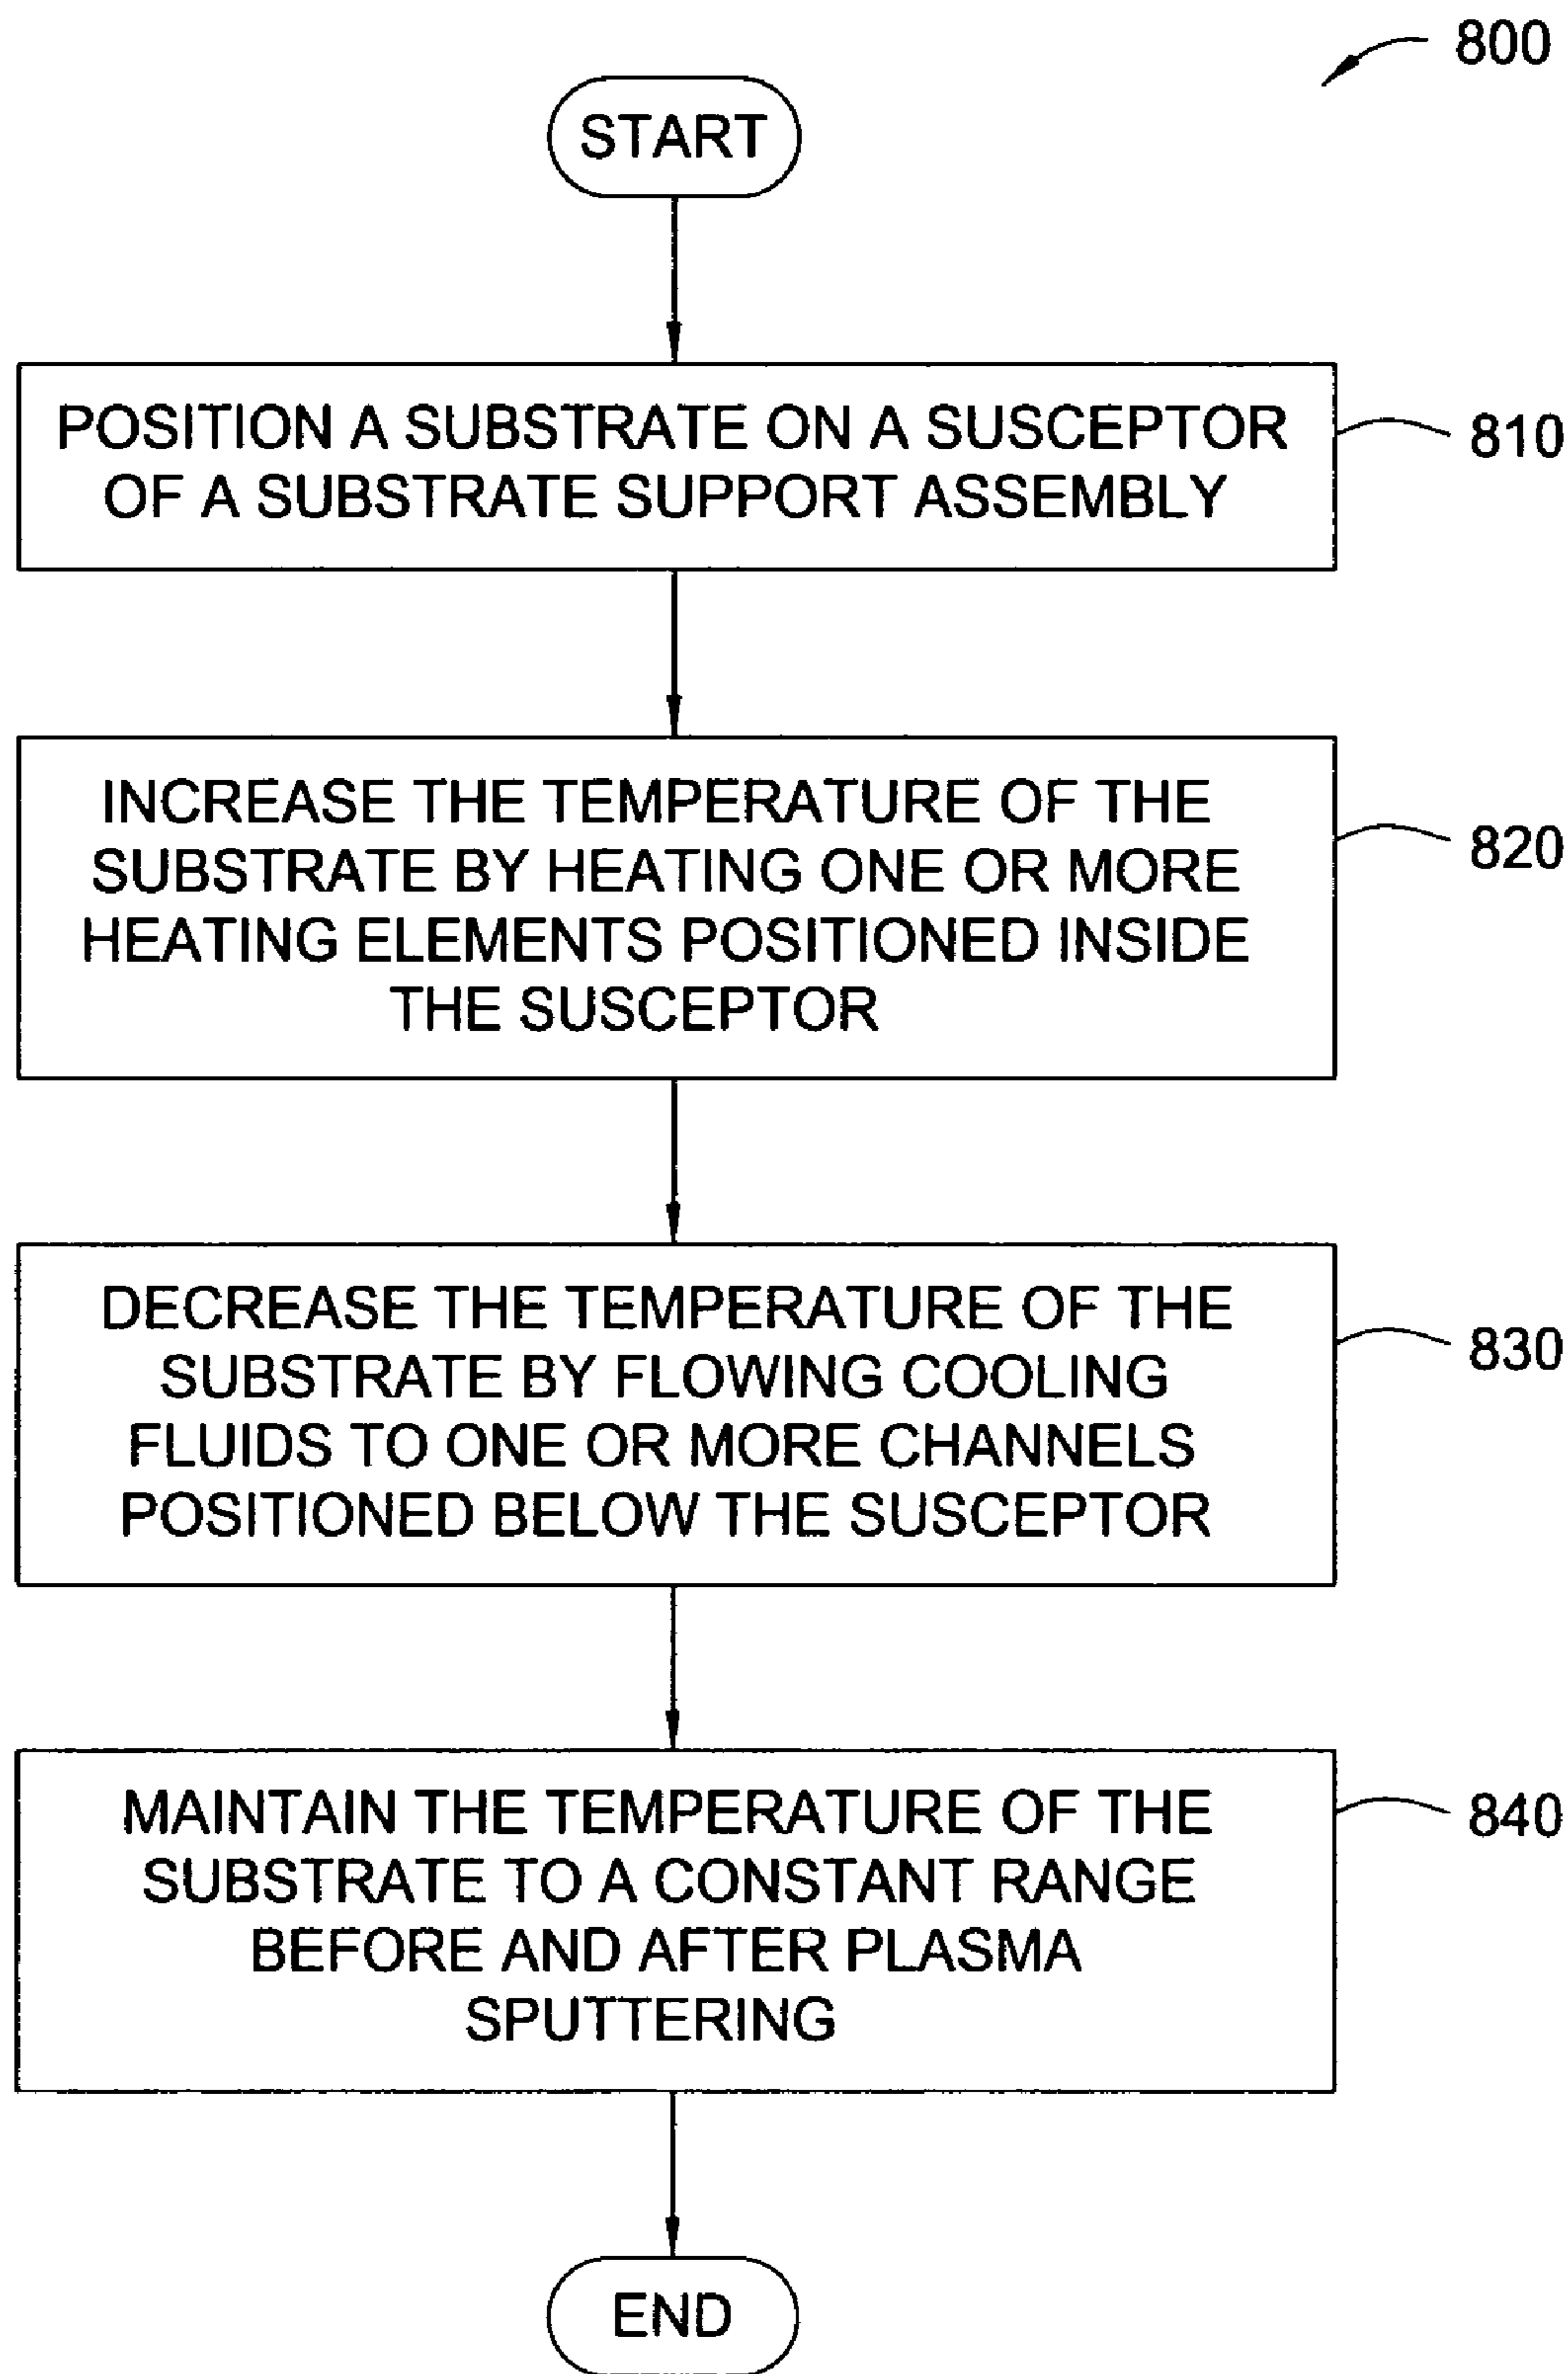 800
START
POSITION A SUBSTRATE ON A SUSCEPTOR
OF A SUBSTRATE SUPPORT ASSEMBLY
810
INCREASE THE TEMPERATURE OF THE
SUBSTRATE BY HEATING ONE OR MORE
HEATING ELEMENTS POSITIONED INSIDE
THE SUSCEPTOR
820
DECREASE THE TEMPERATURE OF THE
SUBSTRATE BY FLOWING COOLING
FLUIDS TO ONE OR MORE CHANNELS
POSITIONED BELOW THE SUSCEPTOR
830
MAINTAIN THE TEMPERATURE OF THE
SUBSTRATE TO A CONSTANT RANGE
BEFORE AND AFTER PLASMA
SPUTTERING
840
END